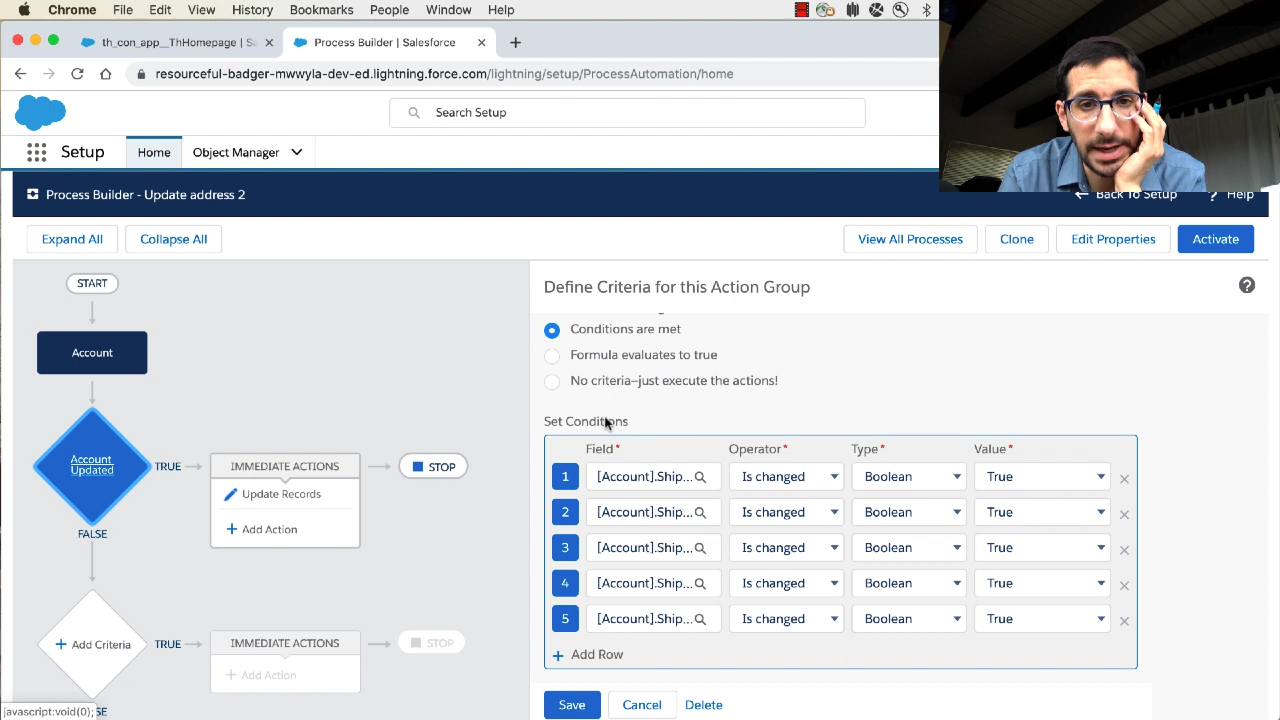 Chrome File Edit View History Bookmarks People Window Help
th_con_app__ThHomepage | S
Process Builder | Salesforce
resourceful-badger-mwwyla-dev-ed.lightning.force.com/lightning/setup/ProcessAutomation/home
Search Setup
Setup Home Object Manager
Process Builder - Update address 2
Back To Setup ? Help
Expand All Collapse All View All Processes Clone Edit Properties Activate
START
Account
Account Updated
TRUE
IMMEDIATE ACTIONS
Update Records
+ Add Action
STOP
FALSE
+ Add Criteria
TRUE
IMMEDIATE ACTIONS
+ Add Action
STOP
SE
javascript:void(0);
Define Criteria for this Action Group
Conditions are met
Formula evaluates to true
No criteria—just execute the actions!
Set Conditions
Field* Operator* Type* Value*
1 [Account].Ship... Is changed Boolean True
2 [Account].Ship... Is changed Boolean True
3 [Account].Ship... Is changed Boolean True
4 [Account].Ship... Is changed Boolean True
5 [Account].Ship... Is changed Boolean True
+ Add Row
Save Cancel Delete